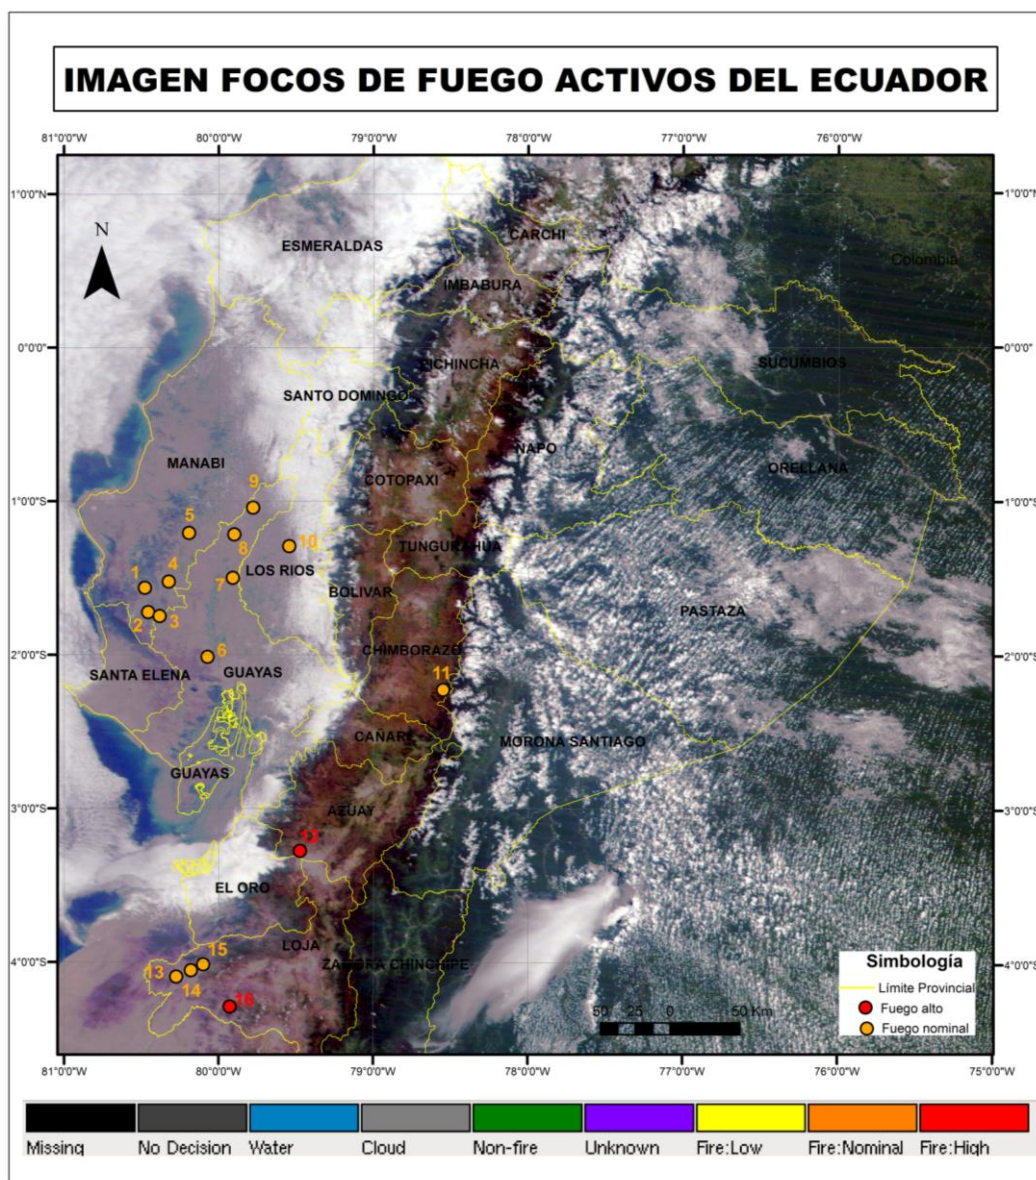 IMAGEN FOCOS DE FUEGO ACTIVOS DEL ECUADOR
81°0'0"W 80°0'0"W 79°0'0"W 78°0'0"W 77°0'0"W 76°0'0"W
1°0'0"N 1°0'0"N
N
CARCHI
ESMERALDAS
Colombia
IMBABURA
0°0'0" 0°0'0"
PICHINCHA SUCUMBIOS
SANTO DOMINGO
NAPO
MANABI COTOPAXI ORELLANA
9
1°0'0"S 1°0'0"S
5
8 10 TUNGURAHUA
4 LOS RIOS
1 7
BOLIVAR
2 3 PASTAZA
6 CHIMBORAZO
2°0'0"S 2°0'0"S
SANTA ELENA GUAYAS 11
CAÑAR MORONA SANTIAGO
GUAYAS
3°0'0"S AZUAY 3°0'0"S
12
EL ORO
15 LOJA
ZAMORA CHINCHIPE
4°0'0"S 13 4°0'0"S
14
16
Simbología
Límite Provincial
Fuego alto
Fuego nominal
50 25 0 50 Km
81°0'0"W 80°0'0"W 79°0'0"W 78°0'0"W 77°0'0"W 76°0'0"W 75°0'0"W
Missing No Decision Water Cloud Non-fire Unknown Fire:Low Fire:Nominal Fire:High